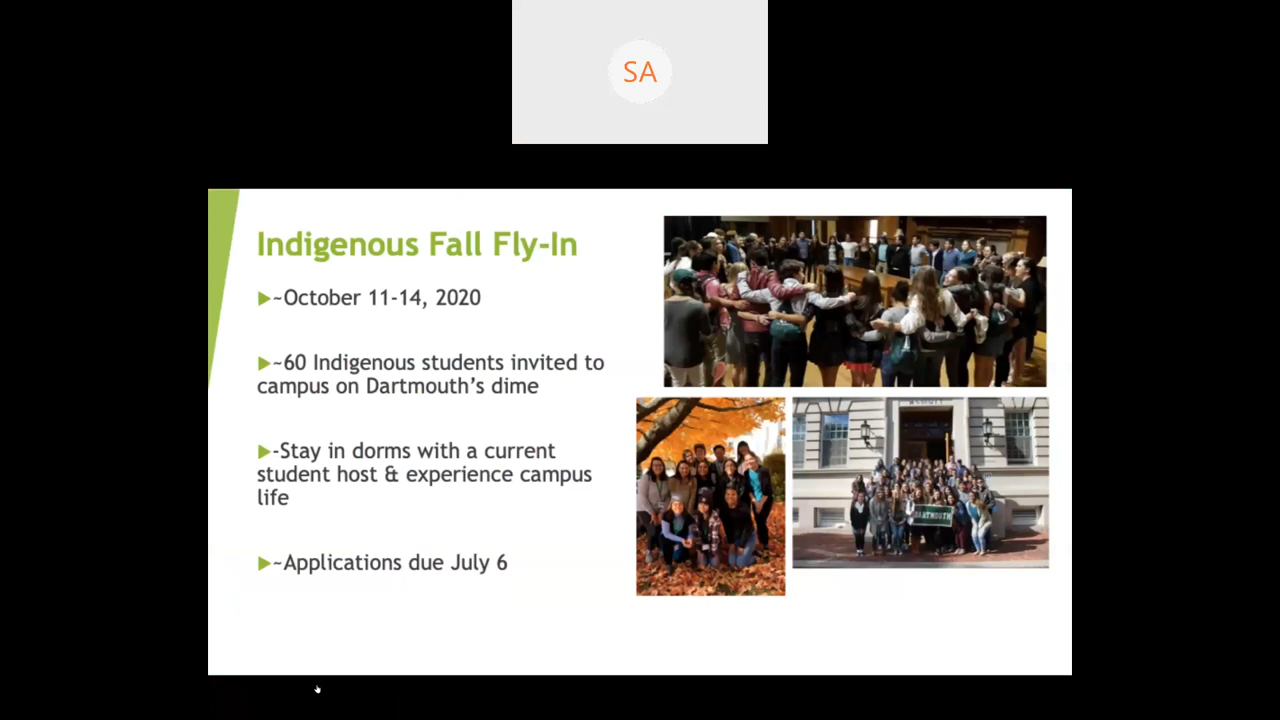 SA
Indigenous Fall Fly-In
~October 11-14, 2020
~60 Indigenous students invited to
campus on Dartmouth's dime
-Stay in dorms with a current
student host & experience campus
life
~Applications due July 6
DARTMOUTH